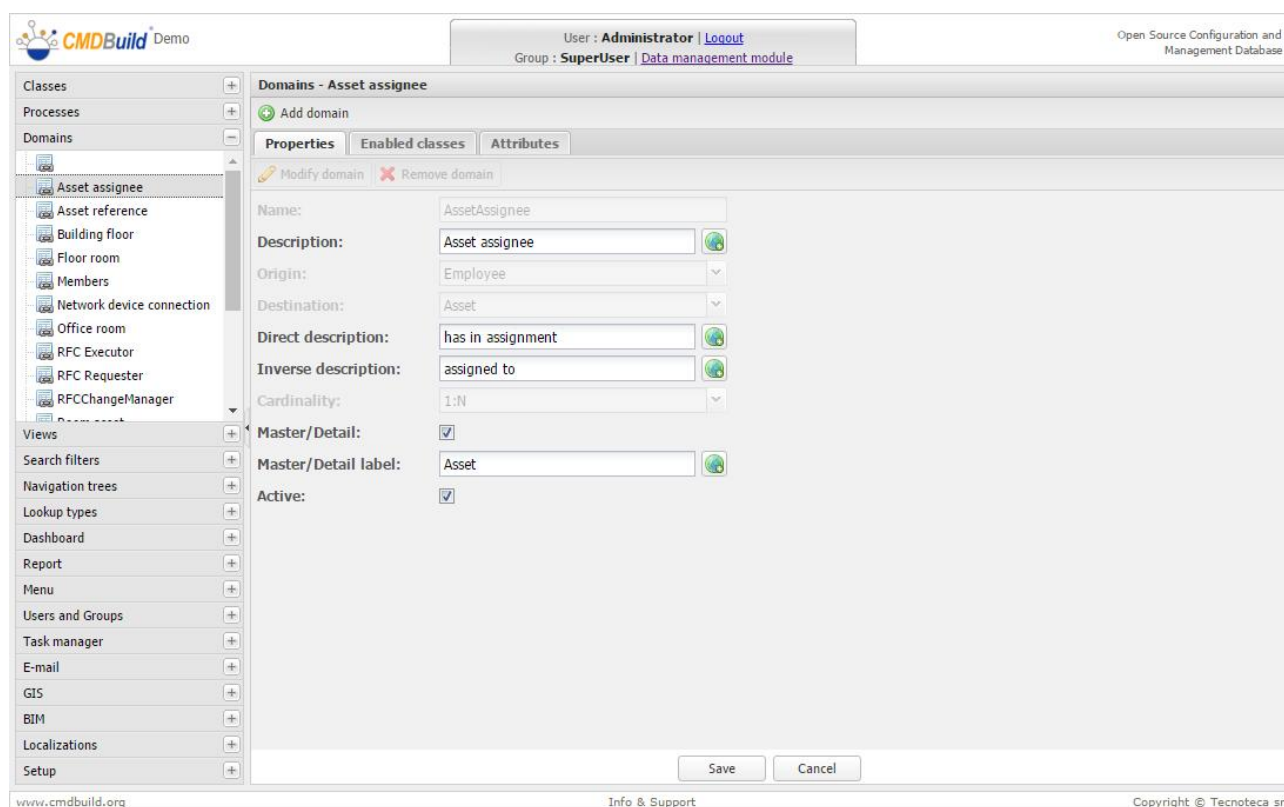 CMDBuild Demo
User : Administrator | Logout
Group : SuperUser | Data management module
Open Source Configuration and
Management Database
Classes
Processes
Domains
Asset assignee
Asset reference
Building floor
Floor room
Members
Network device connection
Office room
RFC Executor
RFC Requester
RFCChangeManager
Views
Search filters
Navigation trees
Lookup types
Dashboard
Report
Menu
Users and Groups
Task manager
E-mail
GIS
BIM
Localizations
Setup
Domains - Asset assignee
Add domain
Properties Enabled classes Attributes
Modify domain Remove domain
Name: AssetAssignee
Description: Asset assignee
Origin: Employee
Destination: Asset
Direct description: has in assignment
Inverse description: assigned to
Cardinality: 1:N
Master/Detail:
Master/Detail label: Asset
Active:
Save Cancel
www.cmdbuild.org Info & Support Copyright © Tecnoteca